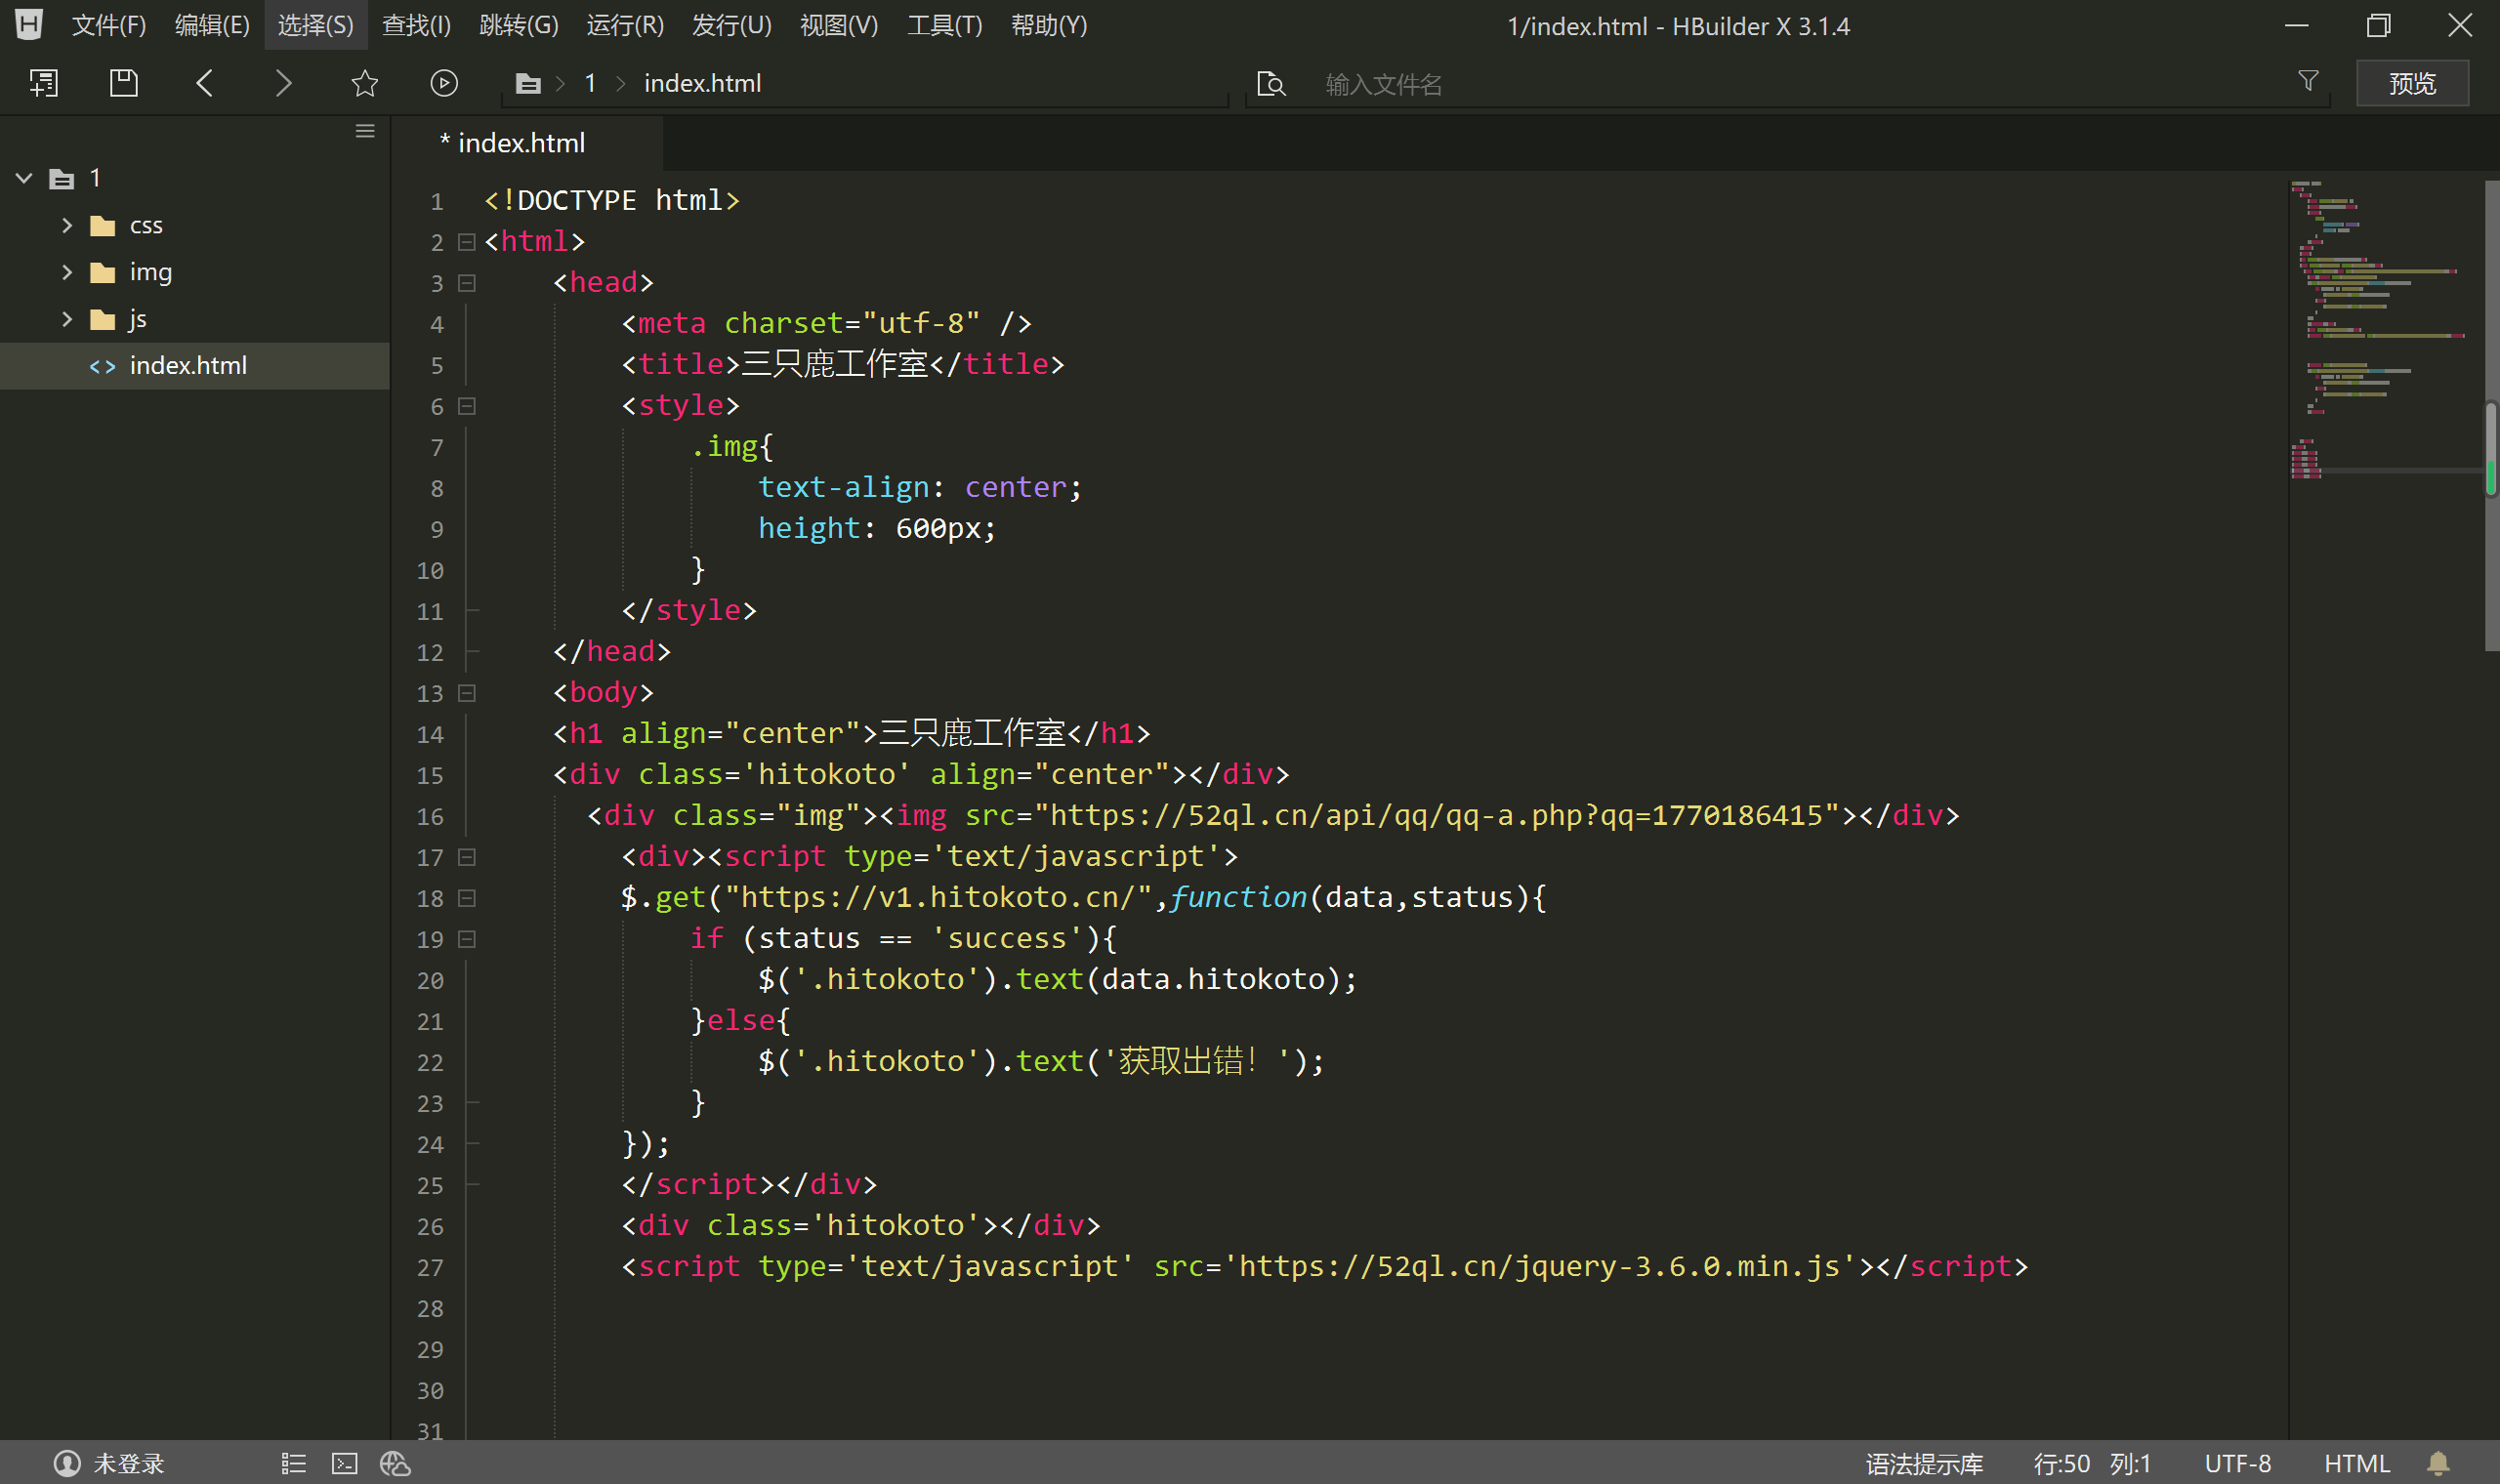 文件(F) 编辑(E) 选择(S) 查找(I) 跳转(G) 运行(R) 发行(U) 视图(V) 工具(T) 帮助(Y) 1/index.html - HBuilder X 3.1.4
1 index.html 输入文件名 预览
* index.html
1
css
img
js
<> index.html
1 <!DOCTYPE html>
2 <html>
3 <head>
4 <meta charset="utf-8" />
5 <title>三只鹿工作室</title>
6 <style>
7 .img{
8 text-align: center;
9 height: 600px;
10 }
11 </style>
12 </head>
13 <body>
14 <h1 align="center">三只鹿工作室</h1>
15 <div class='hitokoto' align="center"></div>
16 <div class="img"><img src="https://52ql.cn/api/qq/qq-a.php?qq=1770186415"></div>
17 <div><script type='text/javascript'>
18 $.get("https://v1.hitokoto.cn/",function(data,status){
19 if (status == 'success'){
20 $('.hitokoto').text(data.hitokoto);
21 }else{
22 $('.hitokoto').text('获取出错！');
23 }
24 });
25 </script></div>
26 <div class='hitokoto'></div>
27 <script type='text/javascript' src='https://52ql.cn/jquery-3.6.0.min.js'></script>
28
29
30
31
未登录 语法提示库 行:50 列:1 UTF-8 HTML